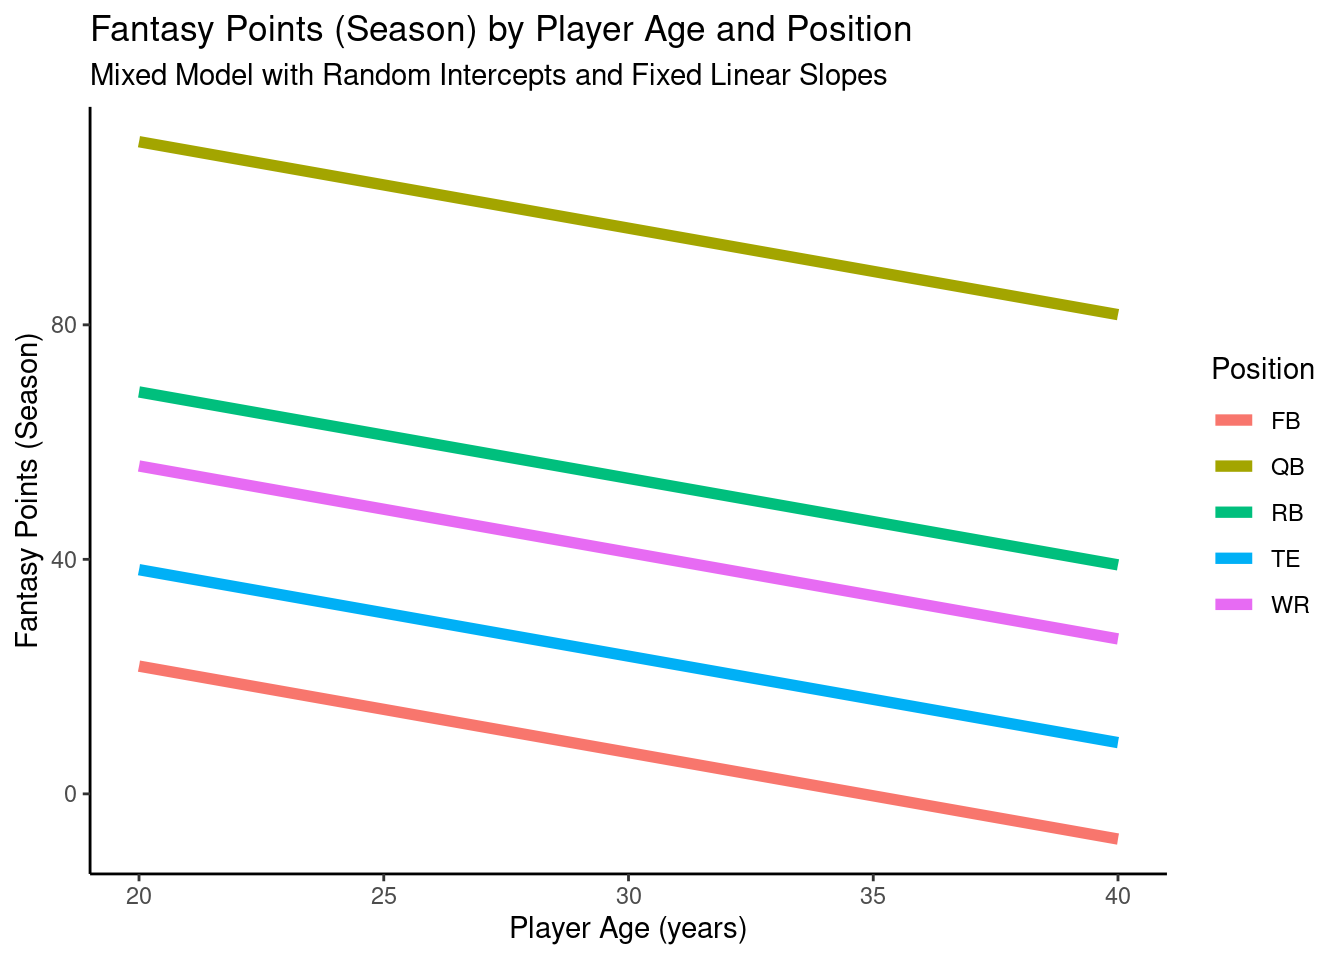 Fantasy Points (Season) by Player Age and Position
Mixed Model with Random Intercepts and Fixed Linear Slopes
Fantasy Points (Season)
80
40
0
20 25 30 35 40
Player Age (years)
Position
FB
QB
RB
TE
WR